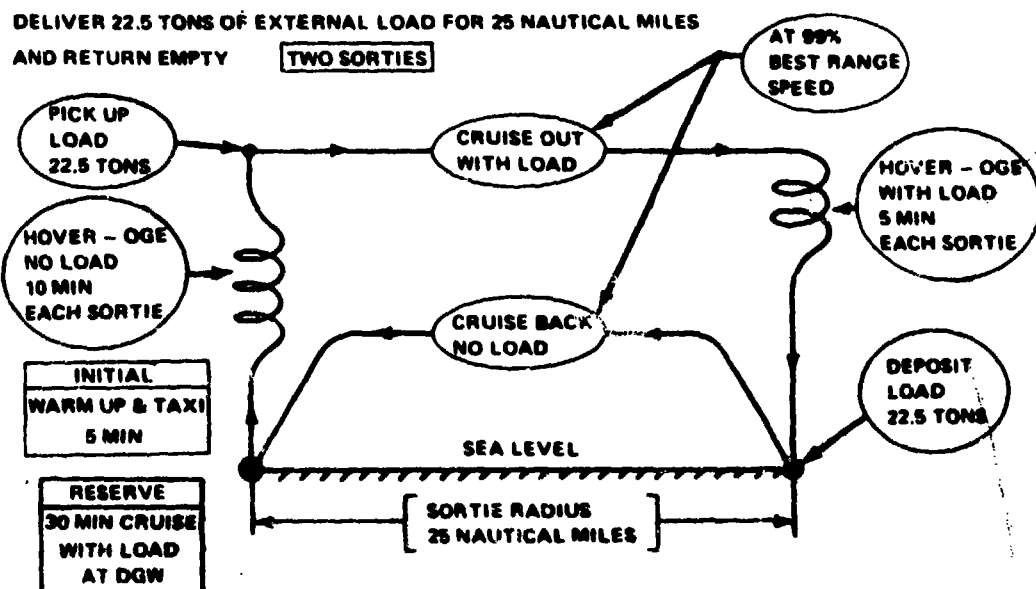 DELIVER 22.5 TONS OF EXTERNAL LOAD FOR 25 NAUTICAL MILES
AND RETURN EMPTY
TWO SORTIES
AT 99%
BEST RANGE
SPEED
PICK UP
LOAD
22.5 TONS
CRUISE OUT
WITH LOAD
HOVER – OGE
WITH LOAD
5 MIN
EACH SORTIE
HOVER – OGE
NO LOAD
10 MIN
EACH SORTIE
CRUISE BACK
NO LOAD
INITIAL
WARM UP & TAXI
5 MIN
DEPOSIT
LOAD
22.5 TONS
SEA LEVEL
RESERVE
30 MIN CRUISE
WITH LOAD
AT DGW
SORTIE RADIUS
25 NAUTICAL MILES